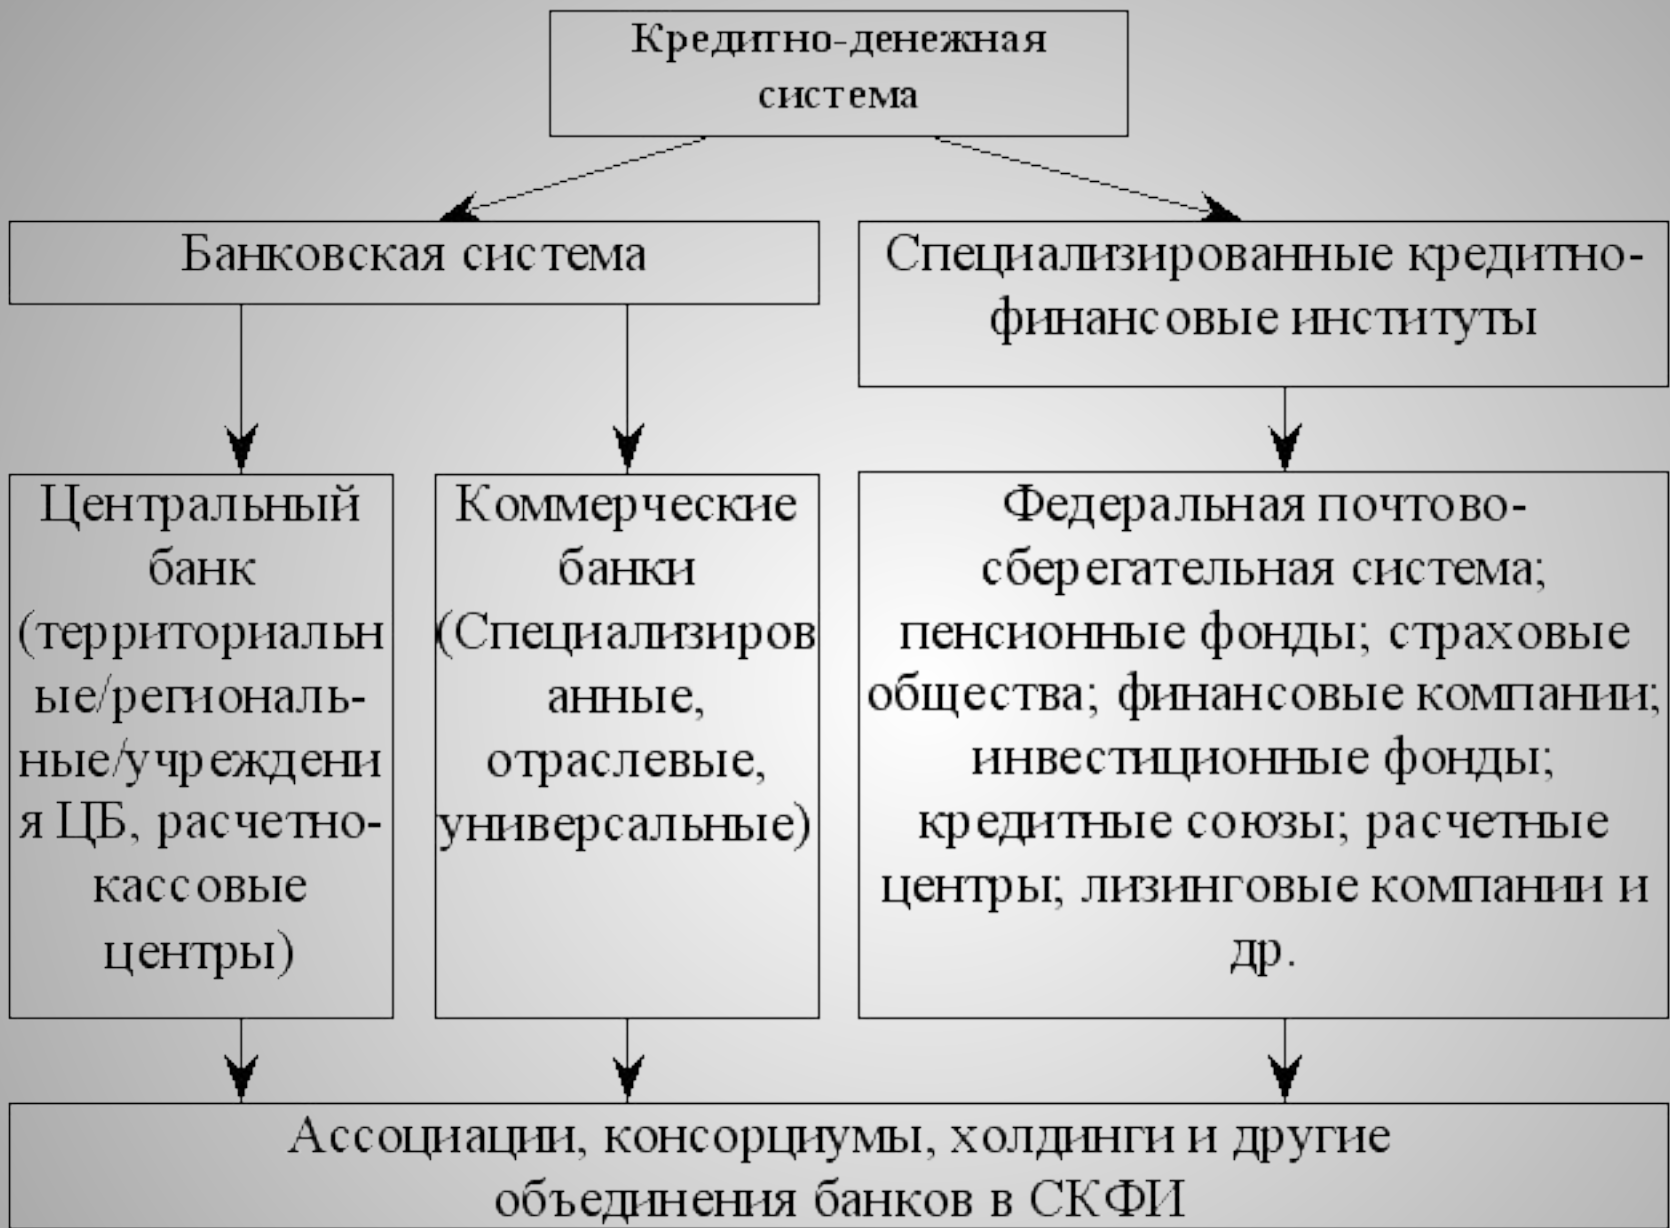 Кредитно-денежная
система
Банковская система
Специализированные кредитно-
финансовые институты
Центральный
банк
(территориальн
ые/региональ-
ные/учреждени
я ЦБ, расчетно-
кассовые
центры)
Коммерческие
банки
(Специализиров
анные,
отраслевые,
универсальные)
Федеральная почтово-
сберегательная система;
пенсионные фонды; страховые
общества; финансовые компании;
инвестиционные фонды;
кредитные союзы; расчетные
центры; лизинговые компании и
др.
Ассоциации, консорциумы, холдинги и другие
объединения банков в СКФИ